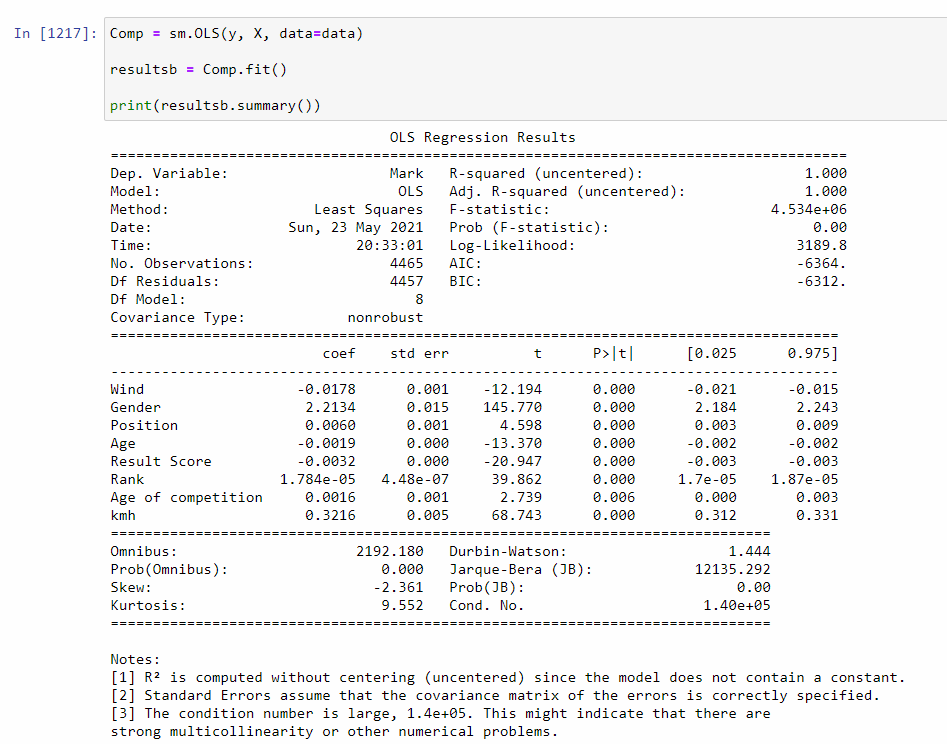 In [1217]: Comp = sm.OLS(y, X, data=data)
resultsb = Comp.fit()
print(resultsb.summary())
OLS Regression Results
==============================================================================
Dep. Variable: Mark R-squared (uncentered): 1.000
Model: OLS Adj. R-squared (uncentered): 1.000
Method: Least Squares F-statistic: 4.534e+06
Date: Sun, 23 May 2021 Prob (F-statistic): 0.00
Time: 20:33:01 Log-Likelihood: 3189.8
No. Observations: 4465 AIC: -6364.
Df Residuals: 4457 BIC: -6312.
Df Model: 8
Covariance Type: nonrobust
==============================================================================
coef std err t P>|t| [0.025 0.975]
------------------------------------------------------------------------------
Wind -0.0178 0.001 -12.194 0.000 -0.021 -0.015
Gender 2.2134 0.015 145.770 0.000 2.184 2.243
Position 0.0060 0.001 4.598 0.000 0.003 0.009
Age -0.0019 0.000 -13.370 0.000 -0.002 -0.002
Result Score -0.0032 0.000 -20.947 0.000 -0.003 -0.003
Rank 1.784e-05 4.48e-07 39.862 0.000 1.7e-05 1.87e-05
Age of competition 0.0016 0.001 2.739 0.006 0.000 0.003
kmh 0.3216 0.005 68.743 0.000 0.312 0.331
==============================================================================
Omnibus: 2192.180 Durbin-Watson: 1.444
Prob(Omnibus): 0.000 Jarque-Bera (JB): 12135.292
Skew: -2.361 Prob(JB): 0.00
Kurtosis: 9.552 Cond. No. 1.40e+05
==============================================================================
Notes:
[1] R² is computed without centering (uncentered) since the model does not contain a constant.
[2] Standard Errors assume that the covariance matrix of the errors is correctly specified.
[3] The condition number is large, 1.4e+05. This might indicate that there are
strong multicollinearity or other numerical problems.